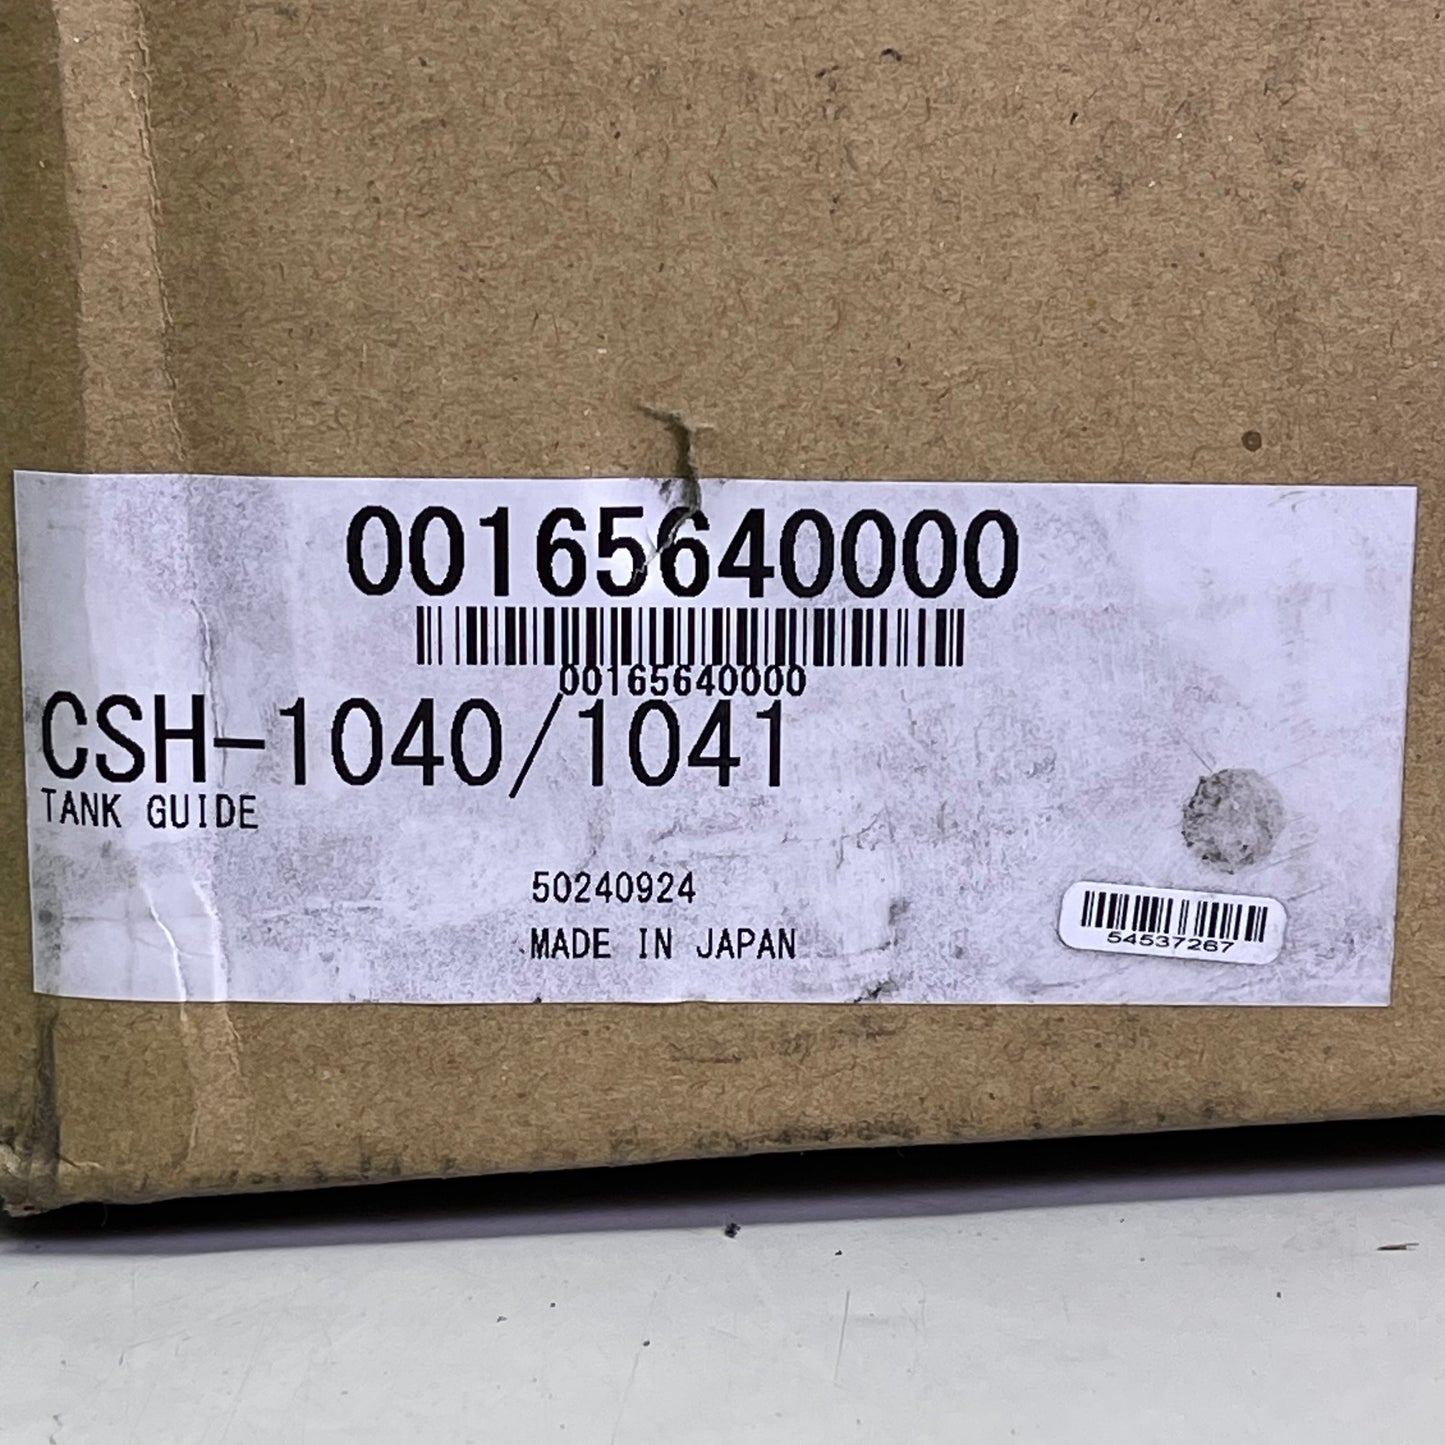 00165640000
00165640000
CSH-1040/1041
TANK GUIDE
50240924
MADE IN JAPAN
54537267